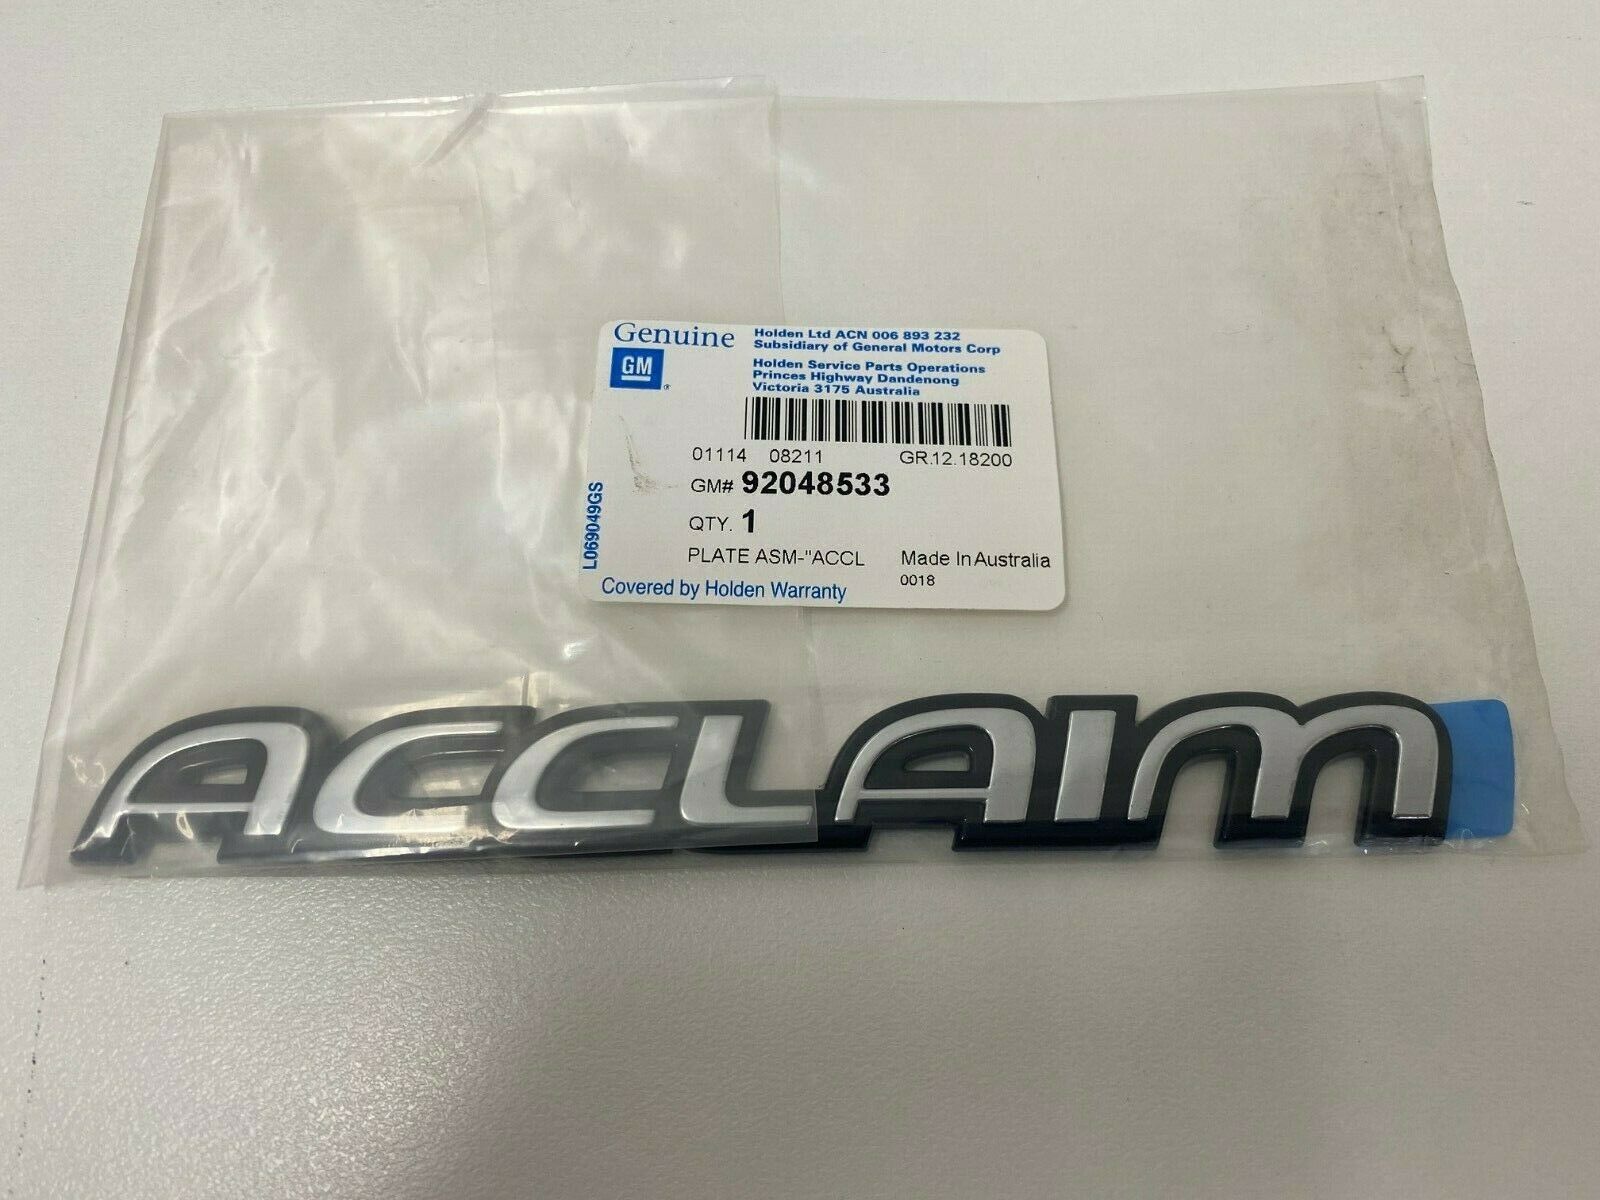 Genuine
GM
®
Holden Ltd ACN 006 893 232
Subsidiary of General Motors Corp
Holden Service Parts Operations
Princes Highway Dandenong
Victoria 3175 Australia
01114 08211 GR.12.18200
GM# 92048533
QTY. 1
PLATE ASM-"ACCL Made In Australia
0018
L069049GS
Covered by Holden Warranty
ACCLAIM